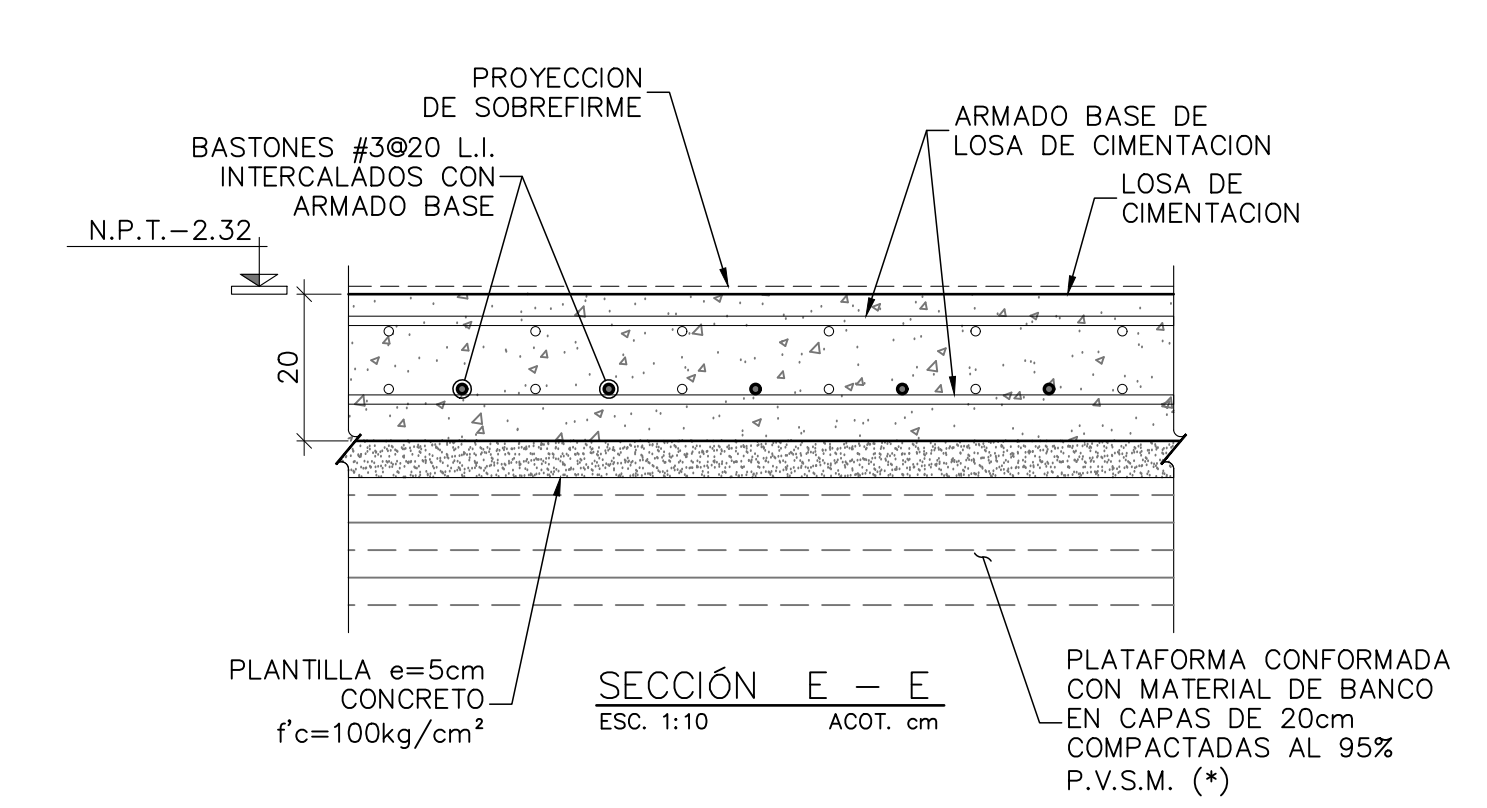 PROYECCION
DE SOBREFIRME
BASTONES #3@20 L.I.
INTERCALADOS CON
ARMADO BASE
ARMADO BASE DE
LOSA DE CIMENTACION
LOSA DE
CIMENTACION
N.P.T.-2.32
20
PLANTILLA e=5cm
CONCRETO
f'c=100kg/cm²
SECCIÓN E - E
ESC. 1:10 ACOT. cm
PLATAFORMA CONFORMADA
CON MATERIAL DE BANCO
EN CAPAS DE 20cm
COMPACTADAS AL 95%
P.V.S.M. (*)